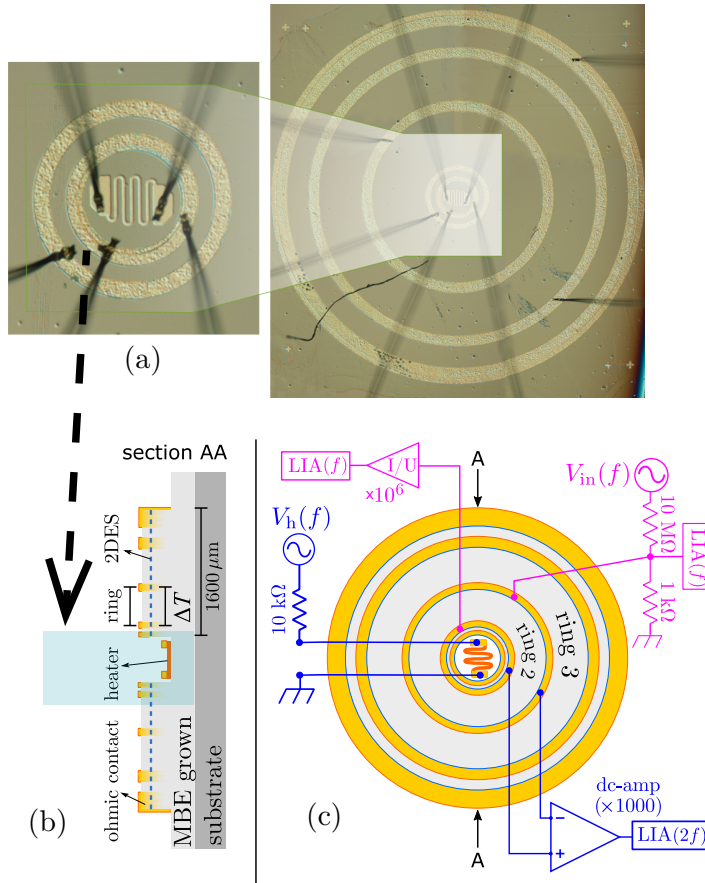 (a)
section AA
2DES
ring
ΔT
1600 μm
heater
ohmic contact
MBE grown
substrate
(b)
LIA(f)
I/U
×10⁶
A
V_in(f)
10 MΩ
LIA(f)
1 kΩ
V_h(f)
10 kΩ
ring 2
ring 3
A
(c)
dc-amp
(×1000)
−
+
LIA(2f)